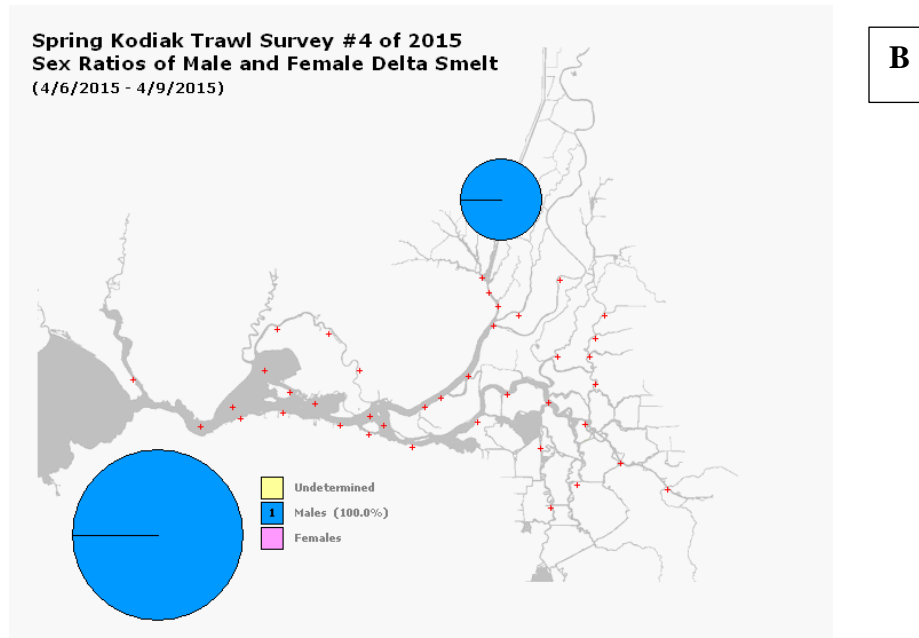 Spring Kodiak Trawl Survey #4 of 2015
Sex Ratios of Male and Female Delta Smelt
(4/6/2015 - 4/9/2015)
B
Undetermined
1 Males (100.0%)
Females